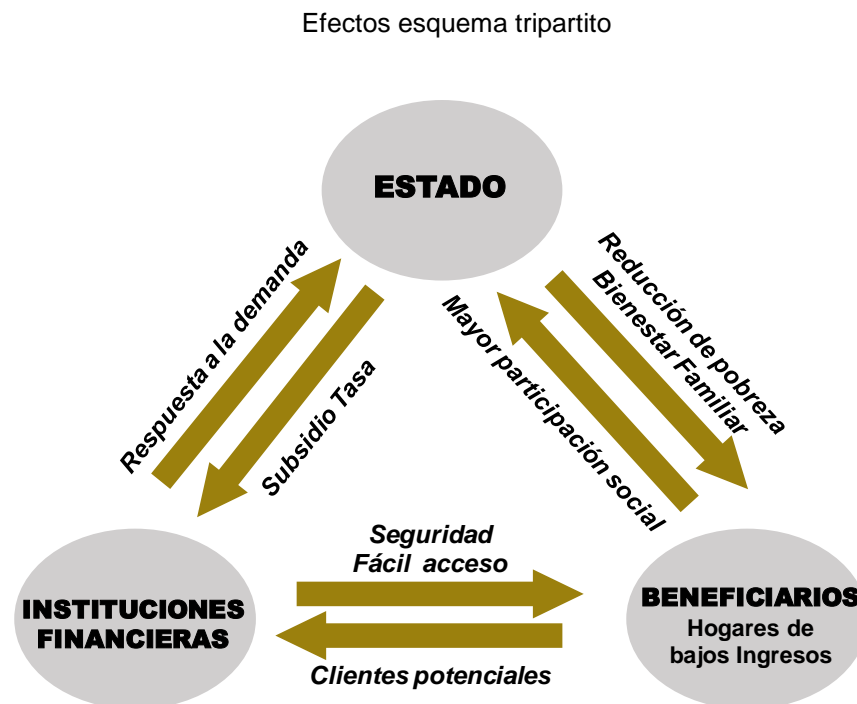 Efectos esquema tripartito
ESTADO
Respuesta a la demanda
Subsidio Tasa
Reducción de pobreza
Bienestar Familiar
Mayor participación social
Seguridad
Fácil acceso
INSTITUCIONES
FINANCIERAS
BENEFICIARIOS
Hogares de
bajos Ingresos
Clientes potenciales